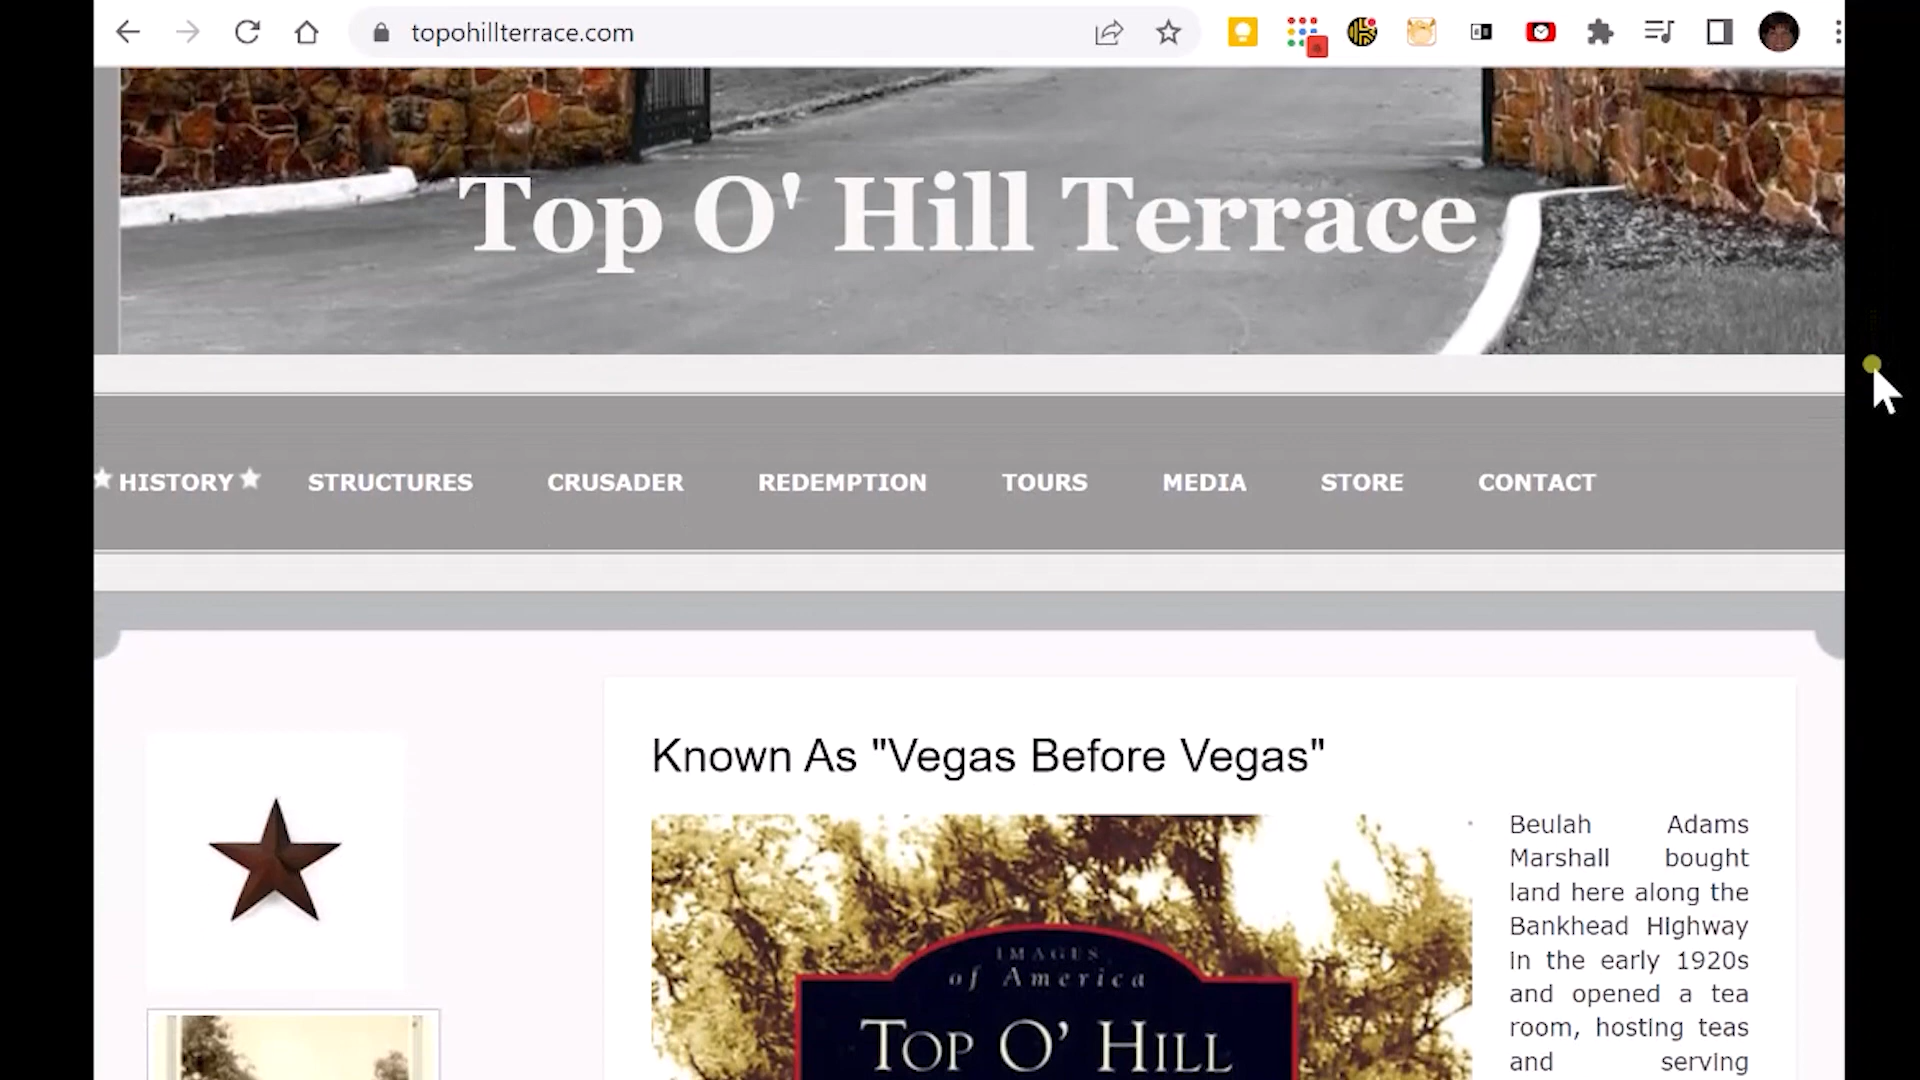 topohillterrace.com
Top O' Hill Terrace
HISTORY STRUCTURES CRUSADER REDEMPTION TOURS MEDIA STORE CONTACT
Known As "Vegas Before Vegas"
Beulah Adams
Marshall bought
land here along the
Bankhead Highway
in the early 1920s
and opened a tea
room, hosting teas
and serving
IMAGES
of America
TOP O' HILL